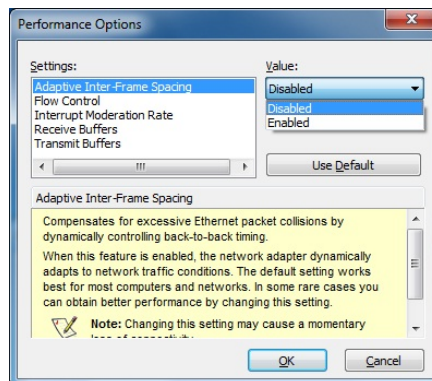 Performance Options
Settings:
Value:
Adaptive Inter-Frame Spacing
Flow Control
Interrupt Moderation Rate
Receive Buffers
Transmit Buffers
Disabled
Disabled
Enabled
Use Default
Adaptive Inter-Frame Spacing
Compensates for excessive Ethernet packet collisions by
dynamically controlling back-to-back timing.
When this feature is enabled, the network adapter dynamically
adapts to network traffic conditions. The default setting works
best for most computers and networks. In some rare cases you
can obtain better performance by changing this setting.
Note: Changing this setting may cause a momentary
loss of connectivity.
OK
Cancel